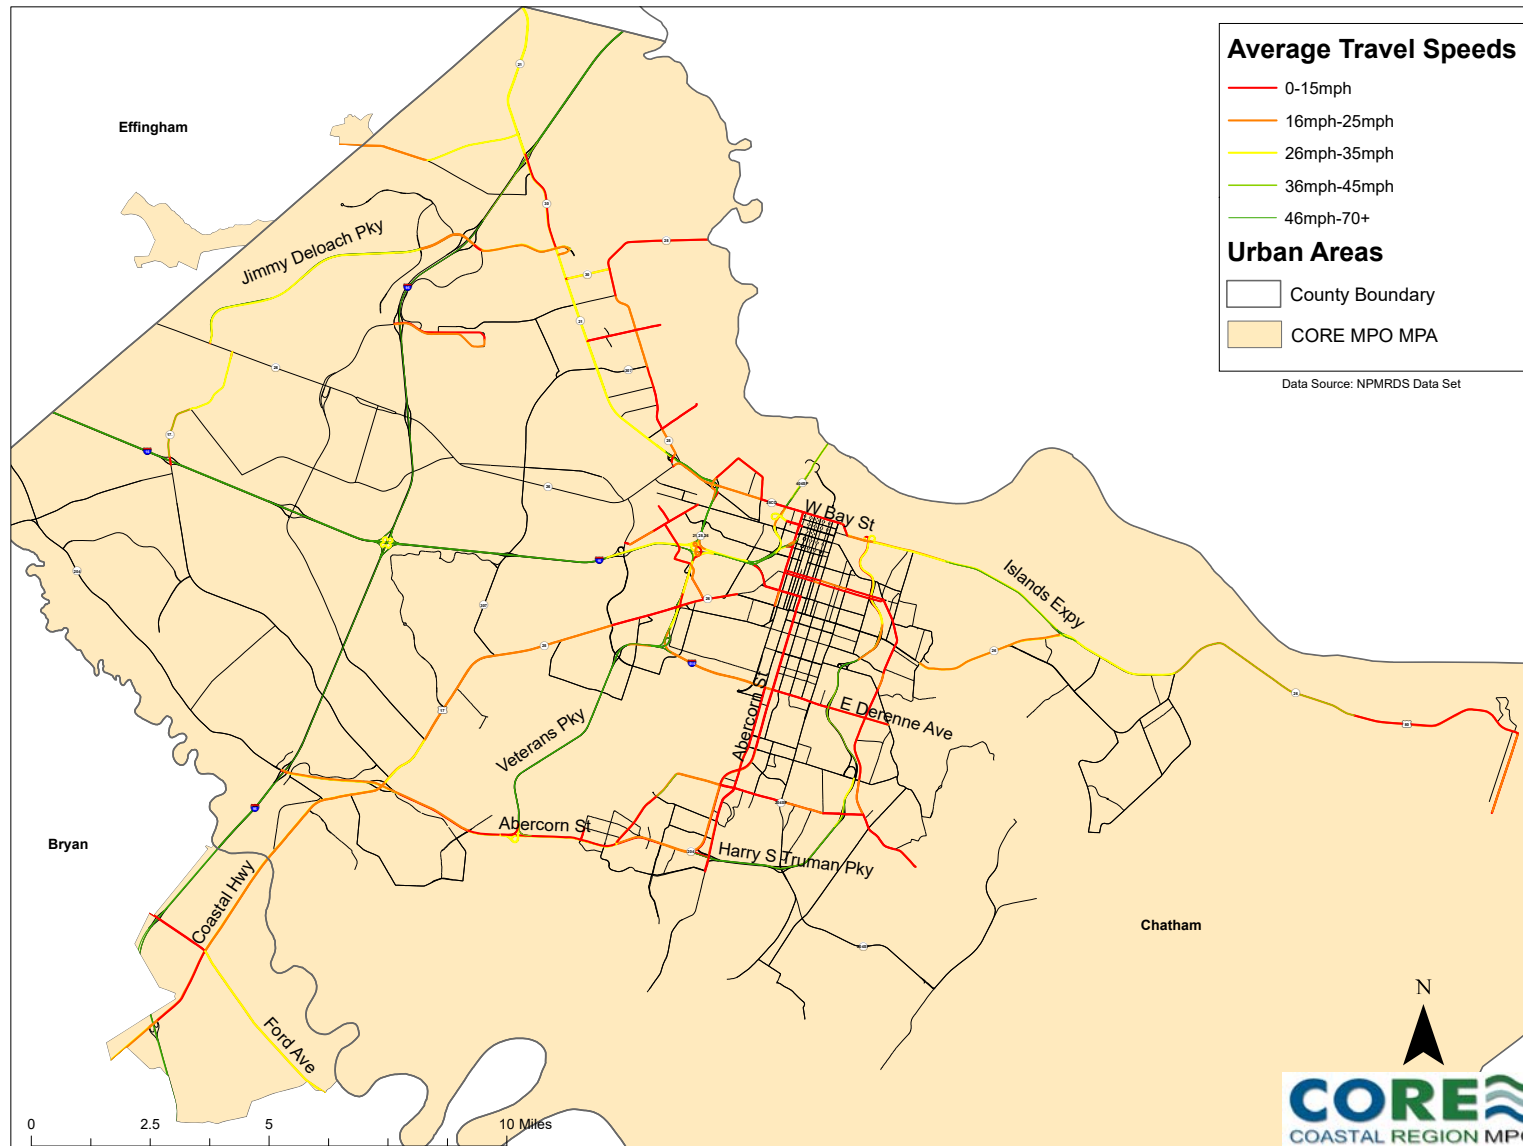 Average Travel Speeds
0-15mph
16mph-25mph
26mph-35mph
36mph-45mph
46mph-70+
Urban Areas
County Boundary
CORE MPO MPA
Data Source: NPMRDS Data Set
Effingham
Jimmy Deloach Pky
W Bay St
Islands Expy
E Derenne Ave
Abercorn St
Veterans Pky
Abercorn St
Harry S Truman Pky
Bryan
Coastal Hwy
Ford Ave
Chatham
N
0 2.5 5 10 Miles
CORE
COASTAL REGION MPO